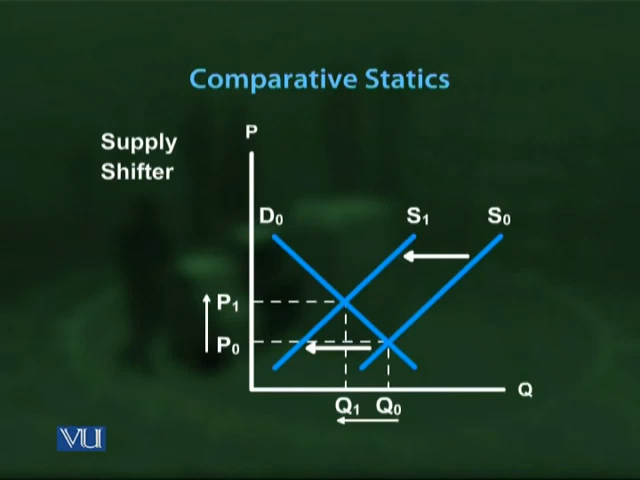 Comparative Statics
Supply
Shifter
P
D₀
S₁
S₀
P₁
P₀
Q
Q₁
Q₀
VU